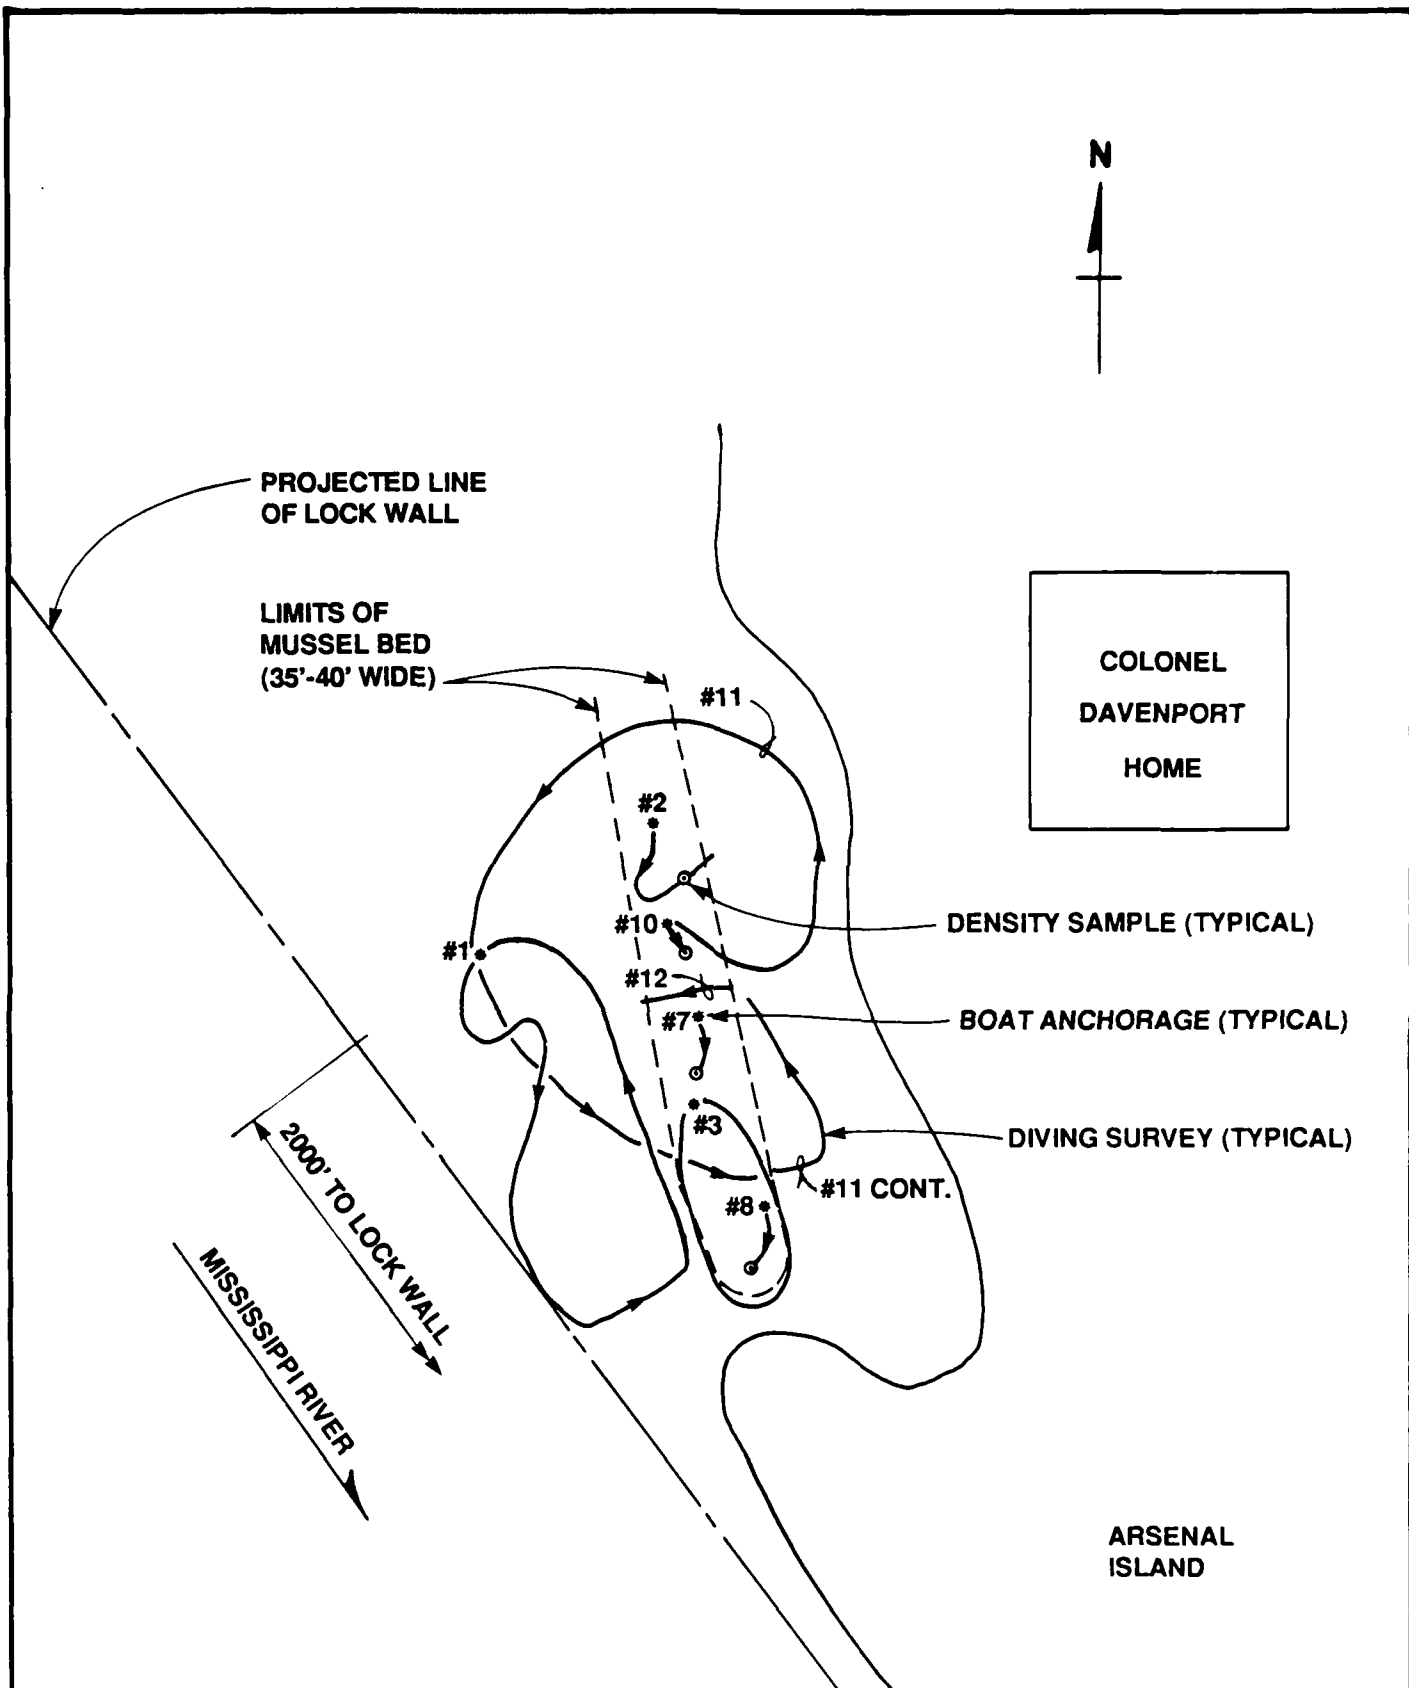 N
PROJECTED LINE
OF LOCK WALL
LIMITS OF
MUSSEL BED
(35'-40' WIDE)
#11
COLONEL
DAVENPORT
HOME
#2
#10
DENSITY SAMPLE (TYPICAL)
#1
#12
#7
BOAT ANCHORAGE (TYPICAL)
#3
DIVING SURVEY (TYPICAL)
#11 CONT.
#8
2000' TO LOCK WALL
MISSISSIPPI RIVER
ARSENAL
ISLAND